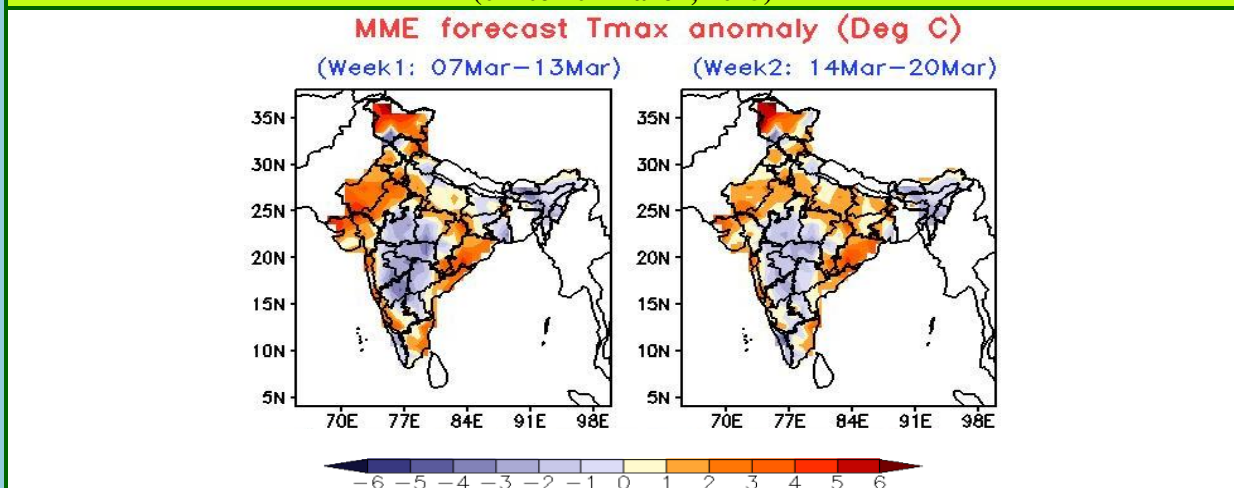 MME forecast Tmax anomaly (Deg C)
(Week1: 07Mar−13Mar) (Week2: 14Mar−20Mar)
35N 35N
30N 30N
25N 25N
20N 20N
15N 15N
10N 10N
5N 5N
70E 77E 84E 91E 98E 70E 77E 84E 91E 98E
−6 −5 −4 −3 −2 −1 0 1 2 3 4 5 6